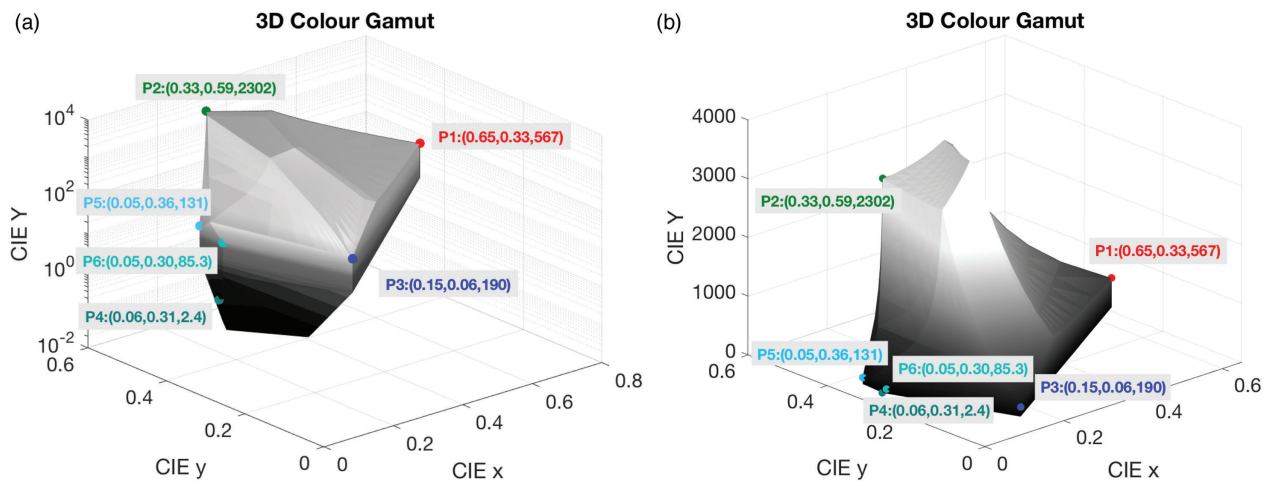 (a)
3D Colour Gamut
P2:(0.33,0.59,2302)
P1:(0.65,0.33,567)
P5:(0.05,0.36,131)
P6:(0.05,0.30,85.3)
P3:(0.15,0.06,190)
P4:(0.06,0.31,2.4)
10^4
10^2
10^0
10^-2
CIE Y
0.6
0.4
0.2
0
CIE y
0
0.2
0.4
0.6
0.8
CIE x
(b)
3D Colour Gamut
4000
3000
2000
1000
0
CIE Y
P2:(0.33,0.59,2302)
P1:(0.65,0.33,567)
P5:(0.05,0.36,131)
P6:(0.05,0.30,85.3)
P3:(0.15,0.06,190)
P4:(0.06,0.31,2.4)
0.6
0.4
0.2
0
CIE y
0
0.2
0.4
0.6
CIE x